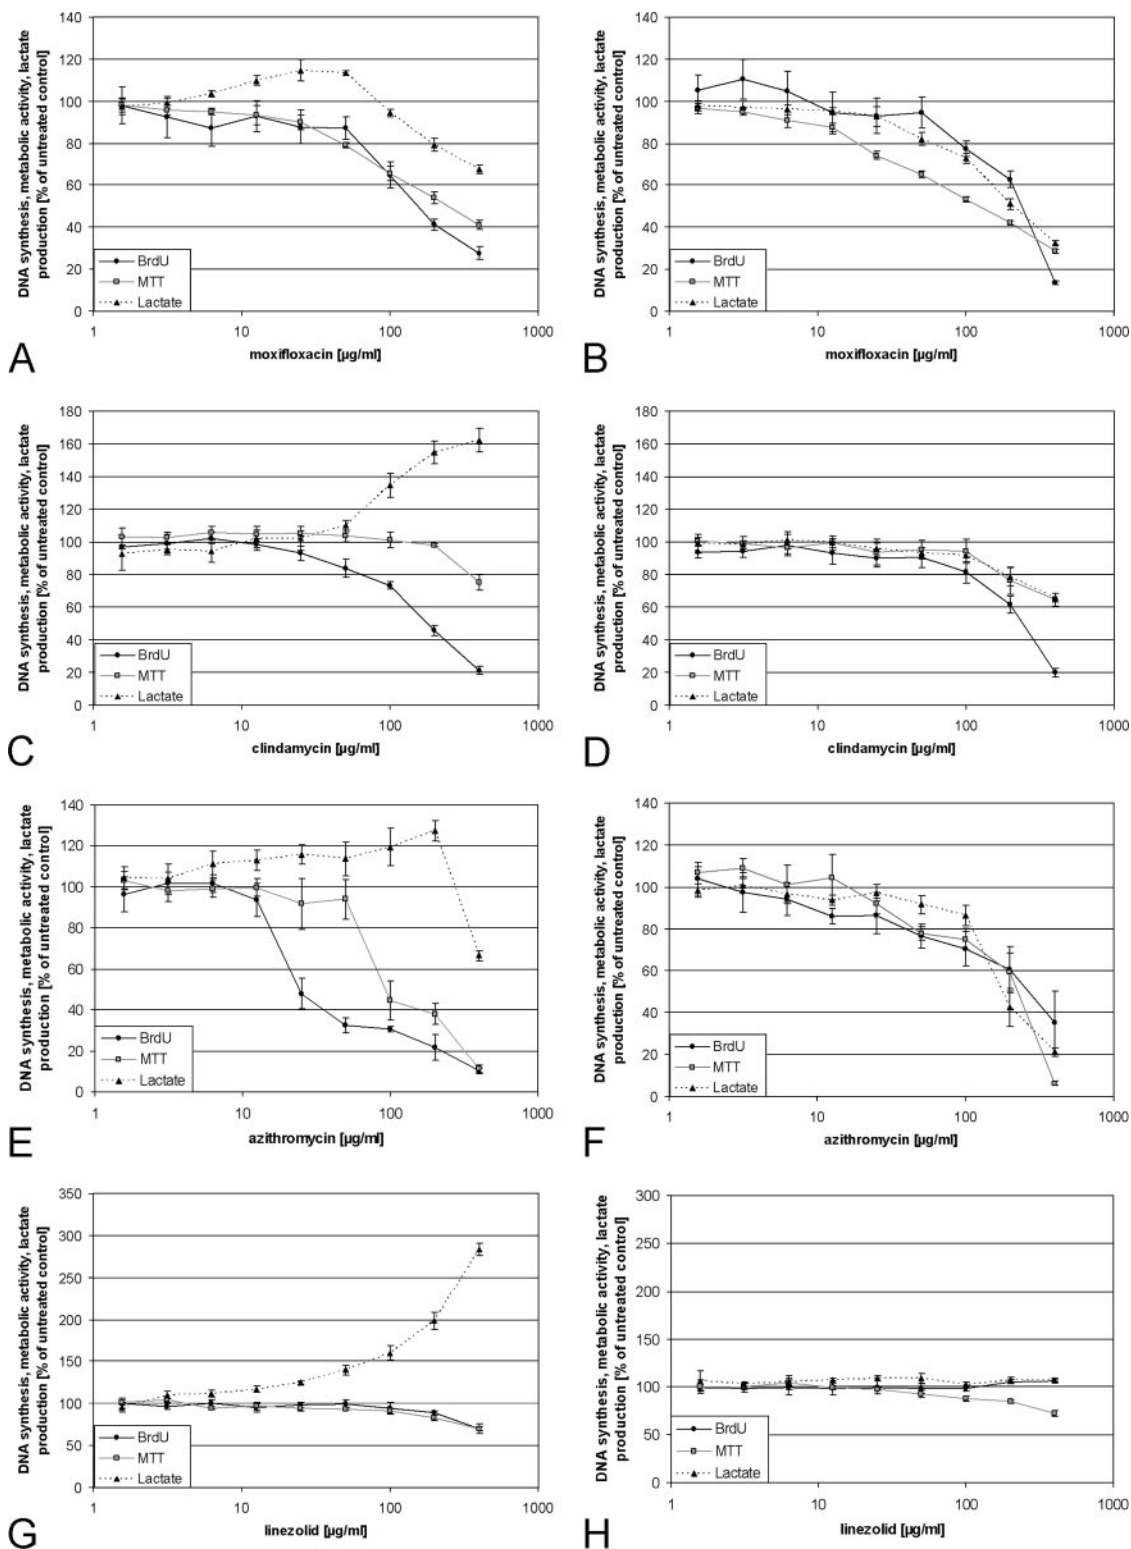 DNA synthesis, metabolic activity, lactate
production [% of untreated control]
140
120
100
80
60
40
20
0
BrdU
MTT
Lactate
1
10
100
1000
moxifloxacin [µg/ml]
A
DNA synthesis, metabolic activity, lactate
production [% of untreated control]
140
120
100
80
60
40
20
0
BrdU
MTT
Lactate
1
10
100
1000
moxifloxacin [µg/ml]
B
DNA synthesis, metabolic activity, lactate
production [% of untreated control]
180
160
140
120
100
80
60
40
20
0
BrdU
MTT
Lactate
1
10
100
1000
clindamycin [µg/ml]
C
DNA synthesis, metabolic activity, lactate
production [% of untreated control]
180
160
140
120
100
80
60
40
20
0
BrdU
MTT
Lactate
1
10
100
1000
clindamycin [µg/ml]
D
DNA synthesis, metabolic activity, lactate
production [% of untreated control]
140
120
100
80
60
40
20
0
BrdU
MTT
Lactate
1
10
100
1000
azithromycin [µg/ml]
E
DNA synthesis, metabolic activity, lactate
production [% of untreated control]
140
120
100
80
60
40
20
0
BrdU
MTT
Lactate
1
10
100
1000
azithromycin [µg/ml]
F
DNA synthesis, metabolic activity, lactate
production [% of untreated control]
350
300
250
200
150
100
50
0
BrdU
MTT
Lactate
1
10
100
1000
linezolid [µg/ml]
G
DNA synthesis, metabolic activity, lactate
production [% of untreated control]
300
250
200
150
100
50
0
BrdU
MTT
Lactate
1
10
100
1000
linezolid [µg/ml]
H